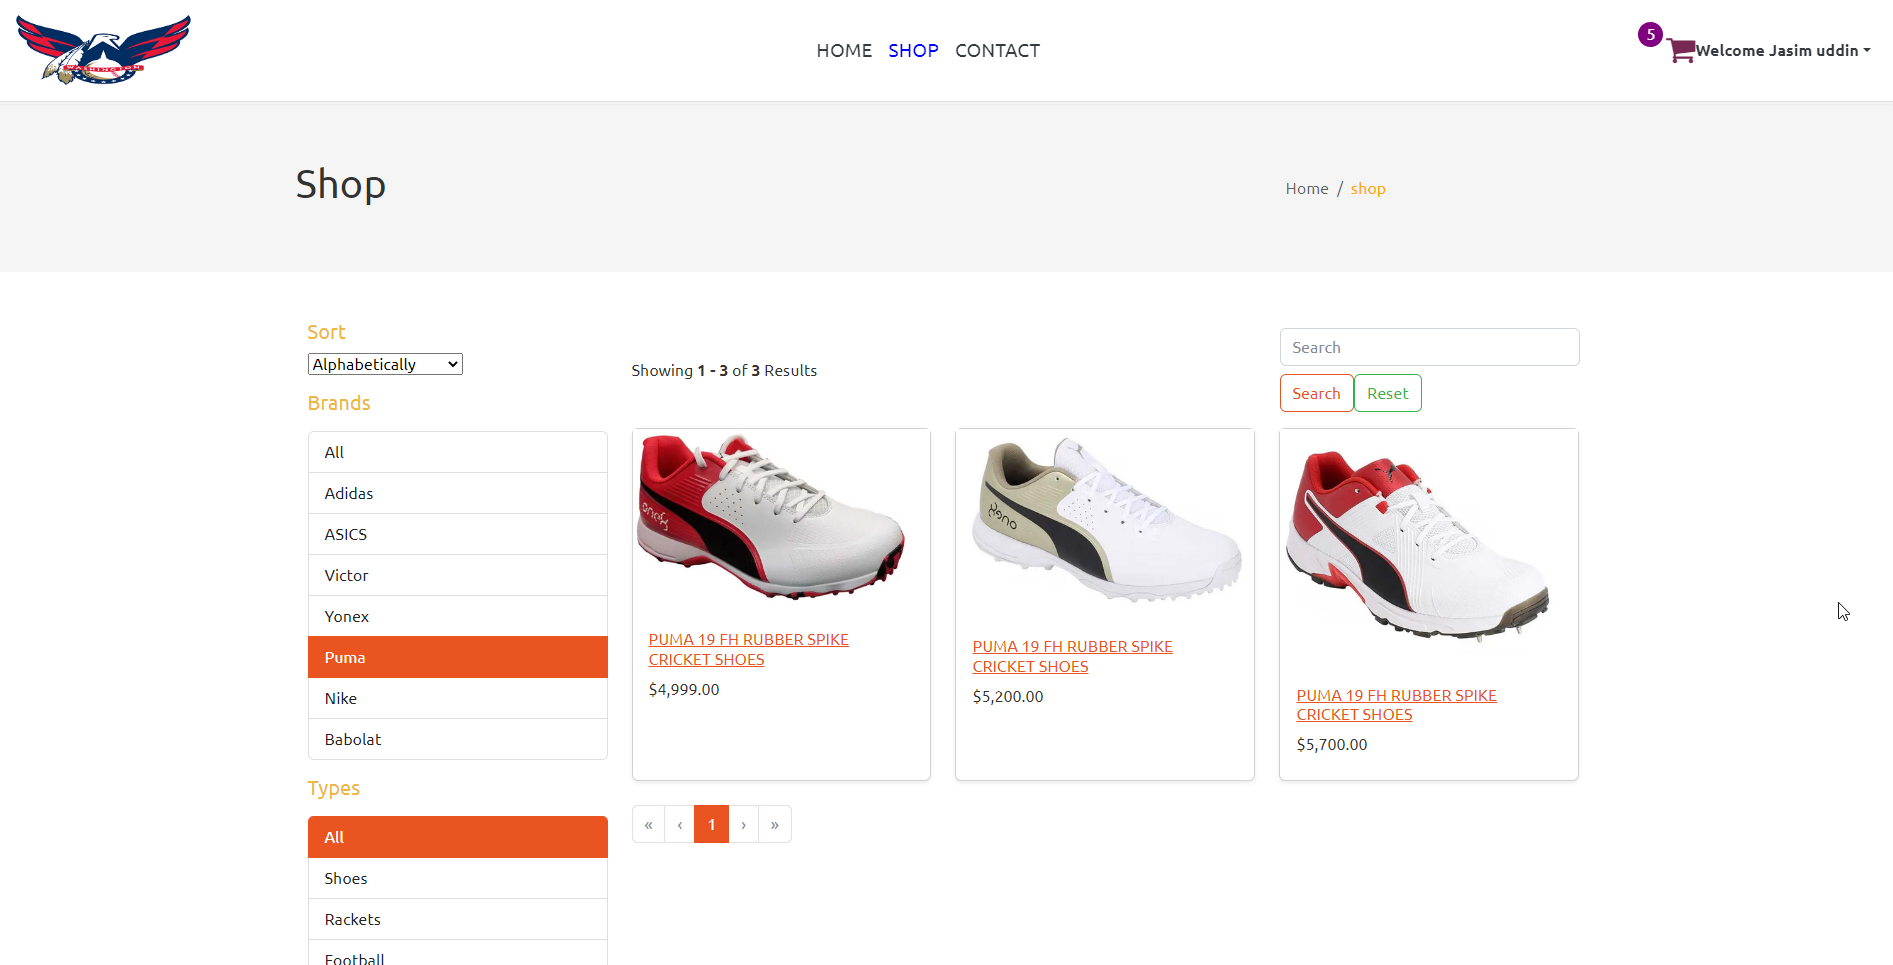 WASHINGTON
HOME SHOP CONTACT
5
Welcome Jasim uddin
Shop
Home / shop
Sort
Alphabetically
Brands
All
Adidas
ASICS
Victor
Yonex
Puma
Nike
Babolat
Types
All
Shoes
Rackets
Football
Showing 1 - 3 of 3 Results
Search
Search Reset
PUMA 19 FH RUBBER SPIKE
CRICKET SHOES
$4,999.00
PUMA 19 FH RUBBER SPIKE
CRICKET SHOES
$5,200.00
PUMA 19 FH RUBBER SPIKE
CRICKET SHOES
$5,700.00
« ‹ 1 › »